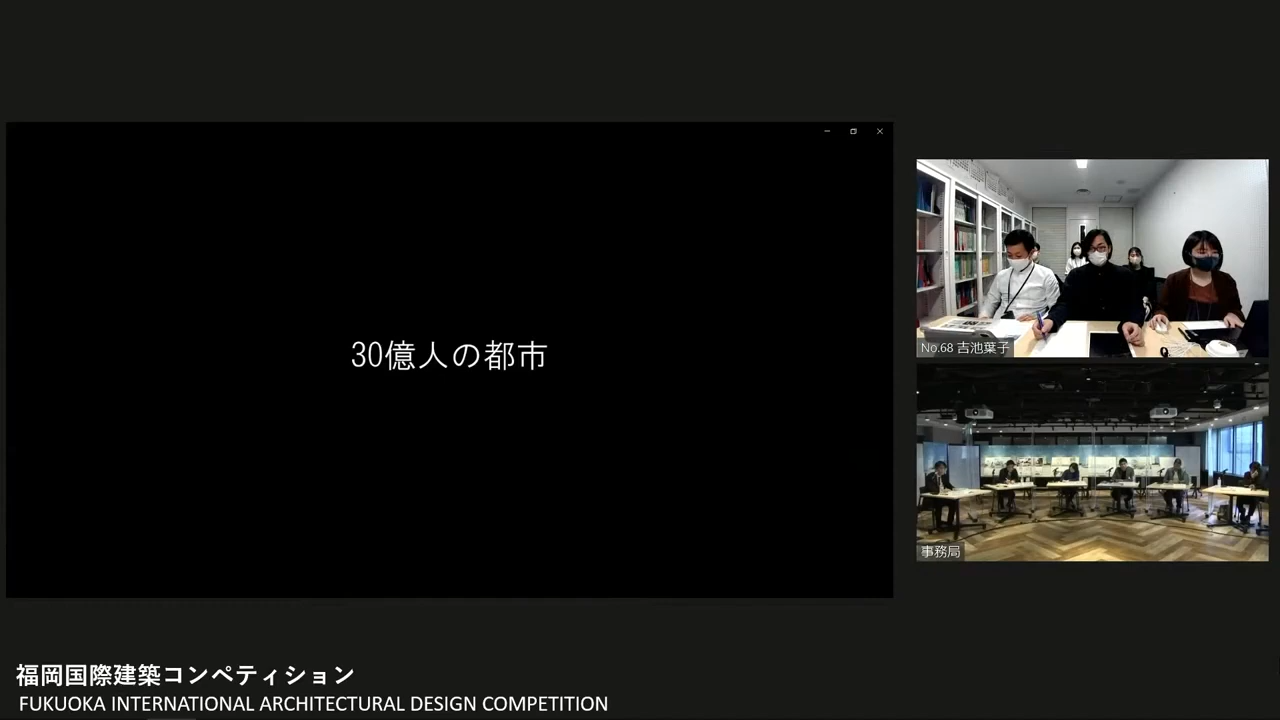 30億人の都市
No.68 吉池葉子
事務局
福岡国際建築コンペティション
FUKUOKA INTERNATIONAL ARCHITECTURAL DESIGN COMPETITION